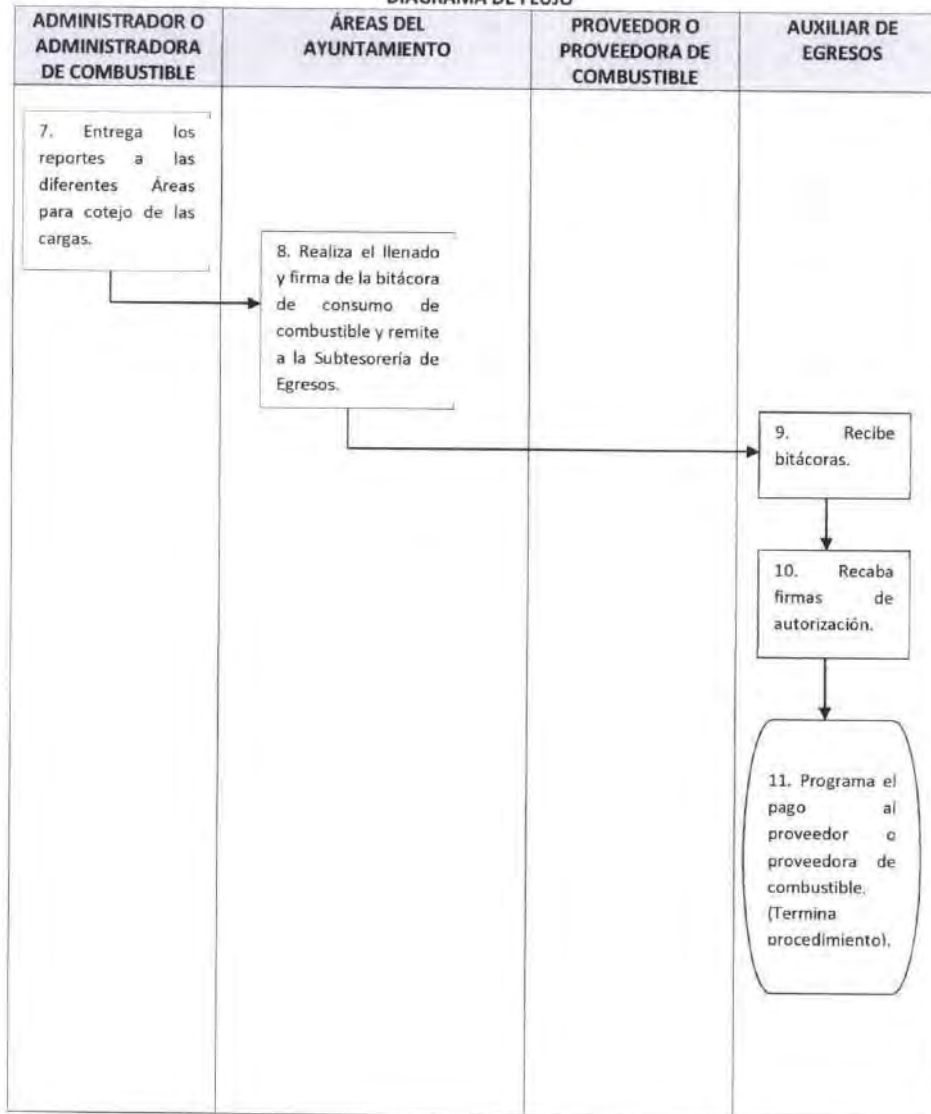 DIAGRAMA DE FLUJO
ADMINISTRADOR O
ADMINISTRADORA
DE COMBUSTIBLE
ÁREAS DEL
AYUNTAMIENTO
PROVEEDOR O
PROVEEDORA DE
COMBUSTIBLE
AUXILIAR DE
EGRESOS
7. Entrega los
reportes a las
diferentes Áreas
para cotejo de las
cargas.
8. Realiza el llenado
y firma de la bitácora
de consumo de
combustible y remite
a la Subtesorería de
Egresos.
9. Recibe
bitácoras.
10. Recaba
firmas de
autorización.
11. Programa el
pago al
proveedor o
proveedora de
combustible.
(Termina
procedimiento).